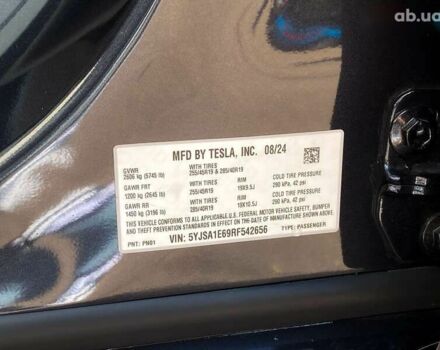 ab.ua
MFD BY TESLA, INC. 08/24
GVWR WITH TIRES
2606 kg (5745 lb) 255/45R19 & 285/40R19
GAWR FRT WITH TIRES RIM COLD TIRE PRESSURE
1200 kg (2645 lb) 255/45R19 19X9.5J 290 kPa, 42 psi
GAWR RR WITH TIRES RIM COLD TIRE PRESSURE
1450 kg (3196 lb) 285/40R19 19X10.5J 290 kPa, 42 psi
THIS VEHICLE CONFORMS TO ALL APPLICABLE U.S. FEDERAL MOTOR VEHICLE SAFETY, BUMPER
AND THEFT PREVENTION STANDARDS IN EFFECT ON THE DATE OF MANUFACTURE SHOWN ABOVE.
VIN: 5YJSA1E69RF542656
PNT: PN01 TYPE: PASSENGER